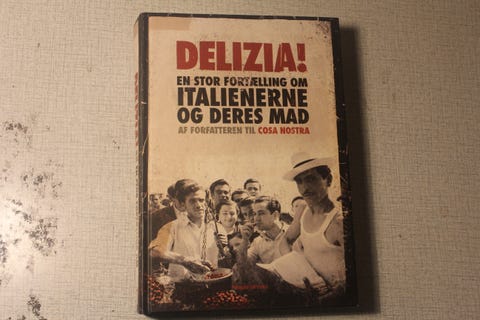 DELIZIA!
EN STOR FORTÆLLING OM
ITALIENERNE
OG DERES MAD
AF FORFATTEREN TIL COSA NOSTRA